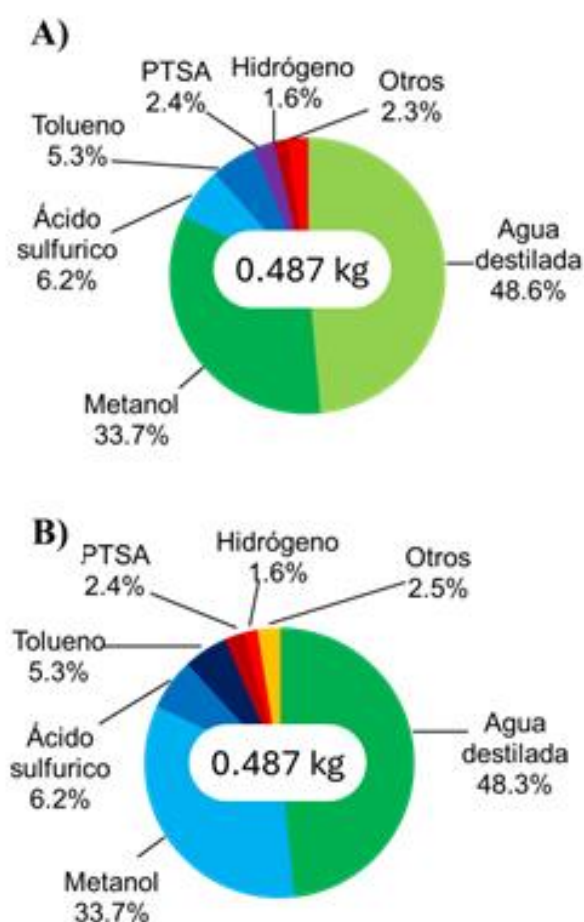 A)
PTSA
2.4%
Hidrógeno
1.6%
Otros
2.3%
Tolueno
5.3%
Ácido
sulfurico
6.2%
0.487 kg
Agua
destilada
48.6%
Metanol
33.7%
B)
PTSA
2.4%
Hidrógeno
1.6%
Otros
2.5%
Tolueno
5.3%
Ácido
sulfurico
6.2%
0.487 kg
Agua
destilada
48.3%
Metanol
33.7%